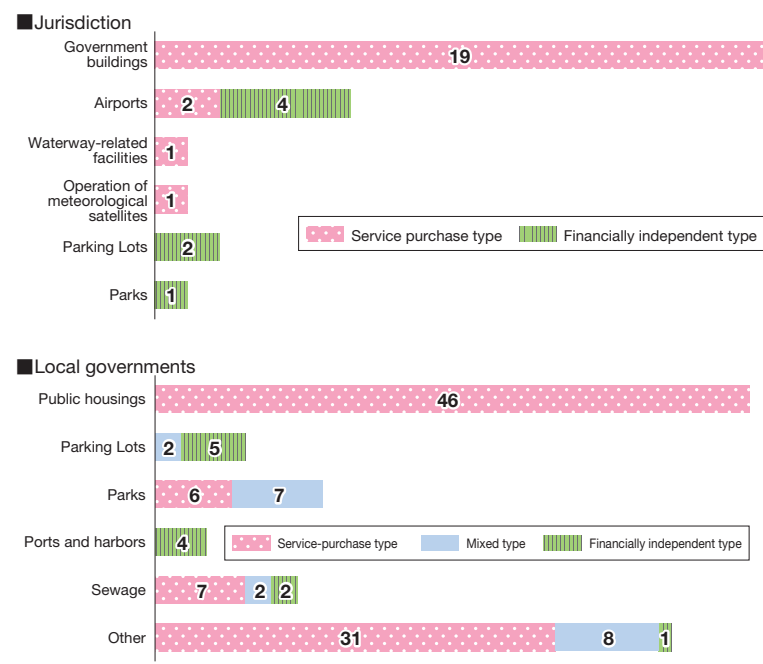 ■Jurisdiction
Government
buildings
19
Airports
2
4
Waterway-related
facilities
1
Operation of
meteorological
satellites
1
Service purchase type
Financially independent type
Parking Lots
2
Parks
1
■Local governments
Public housings
46
Parking Lots
2
5
Parks
6
7
Ports and harbors
4
Service-purchase type
Mixed type
Financially independent type
Sewage
7
2
2
Other
31
8
1